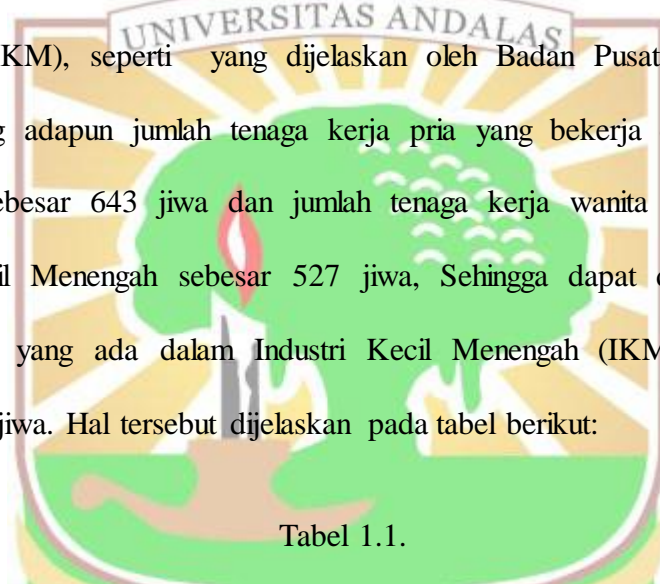 UNIVERSITAS ANDALAS
KM), seperti yang dijelaskan oleh Badan Pusat
adapun jumlah tenaga kerja pria yang bekerja
ebesar 643 jiwa dan jumlah tenaga kerja wanita
il Menengah sebesar 527 jiwa, Sehingga dapat
yang ada dalam Industri Kecil Menengah (IKM
jiwa. Hal tersebut dijelaskan pada tabel berikut:
Tabel 1.1.